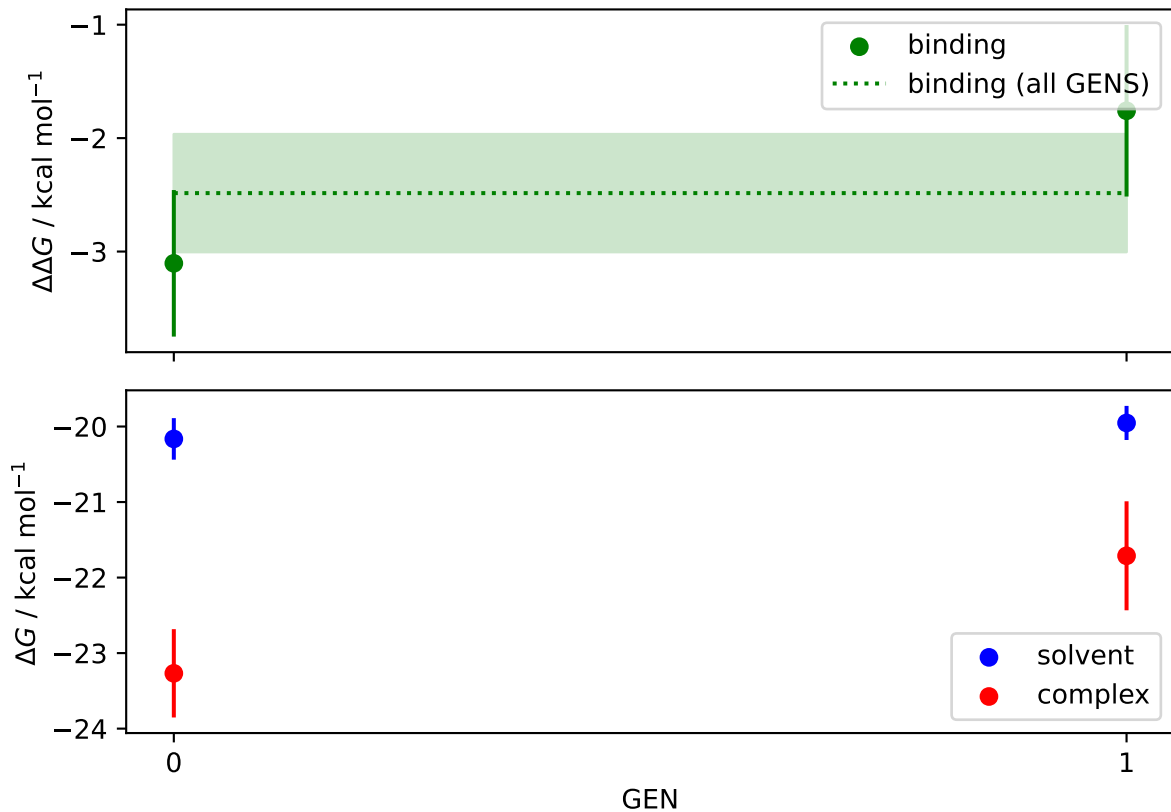 −1
−2
−3
ΔΔG / kcal mol⁻¹
binding
binding (all GENS)
−20
−21
−22
−23
−24
ΔG / kcal mol⁻¹
solvent
complex
0
1
GEN